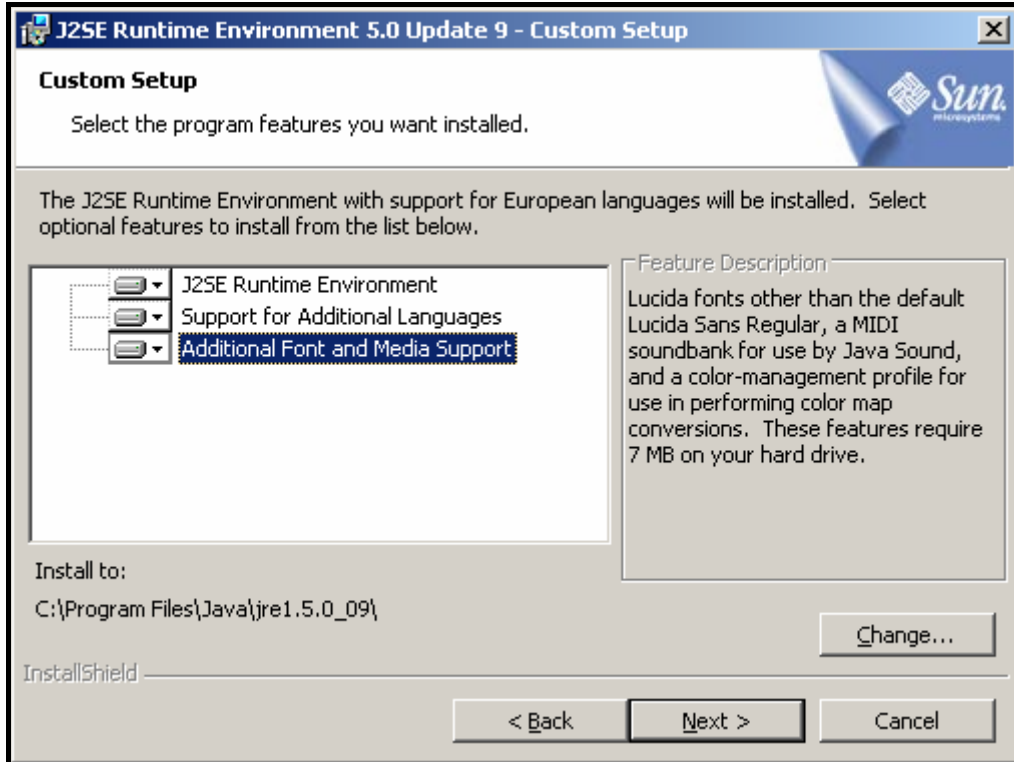 J2SE Runtime Environment 5.0 Update 9 - Custom Setup
Custom Setup
Select the program features you want installed.
Sun
microsystems
The J2SE Runtime Environment with support for European languages will be installed.  Select
optional features to install from the list below.
J2SE Runtime Environment
Support for Additional Languages
Additional Font and Media Support
Feature Description
Lucida fonts other than the default
Lucida Sans Regular, a MIDI
soundbank for use by Java Sound,
and a color-management profile for
use in performing color map
conversions.  These features require
7 MB on your hard drive.
Install to:
C:\Program Files\Java\jre1.5.0_09\
Change...
InstallShield
< Back
Next >
Cancel